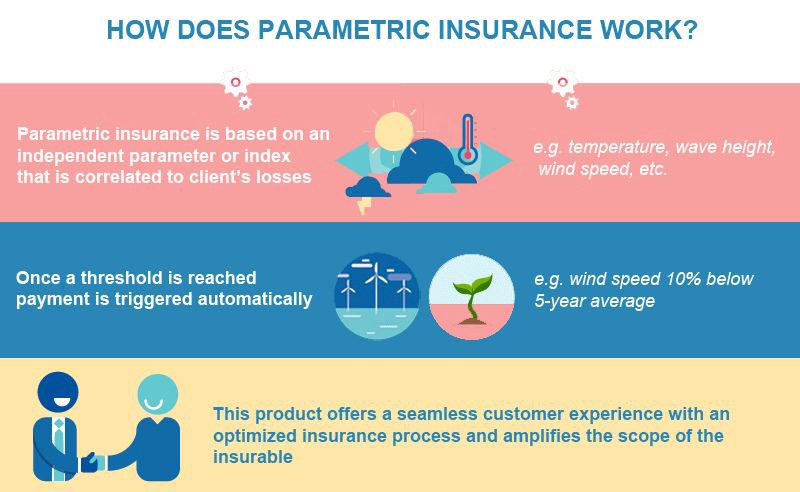 HOW DOES PARAMETRIC INSURANCE WORK?
Parametric insurance is based on an
independent parameter or index
that is correlated to client's losses
e.g. temperature, wave height,
wind speed, etc.
Once a threshold is reached
payment is triggered automatically
e.g. wind speed 10% below
5-year average
This product offers a seamless customer experience with an
optimized insurance process and amplifies the scope of the
insurable